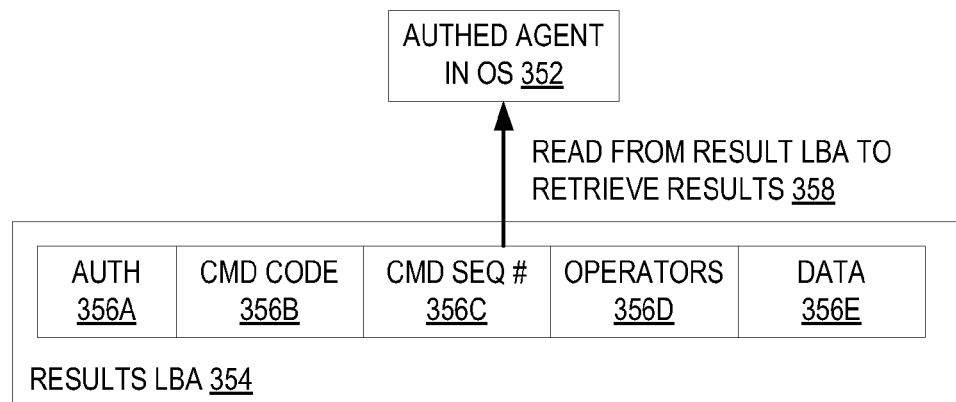 AUTHED AGENT
IN OS 352
READ FROM RESULT LBA TO
RETRIEVE RESULTS 358
AUTH
356A
CMD CODE
356B
CMD SEQ #
356C
OPERATORS
356D
DATA
356E
RESULTS LBA 354